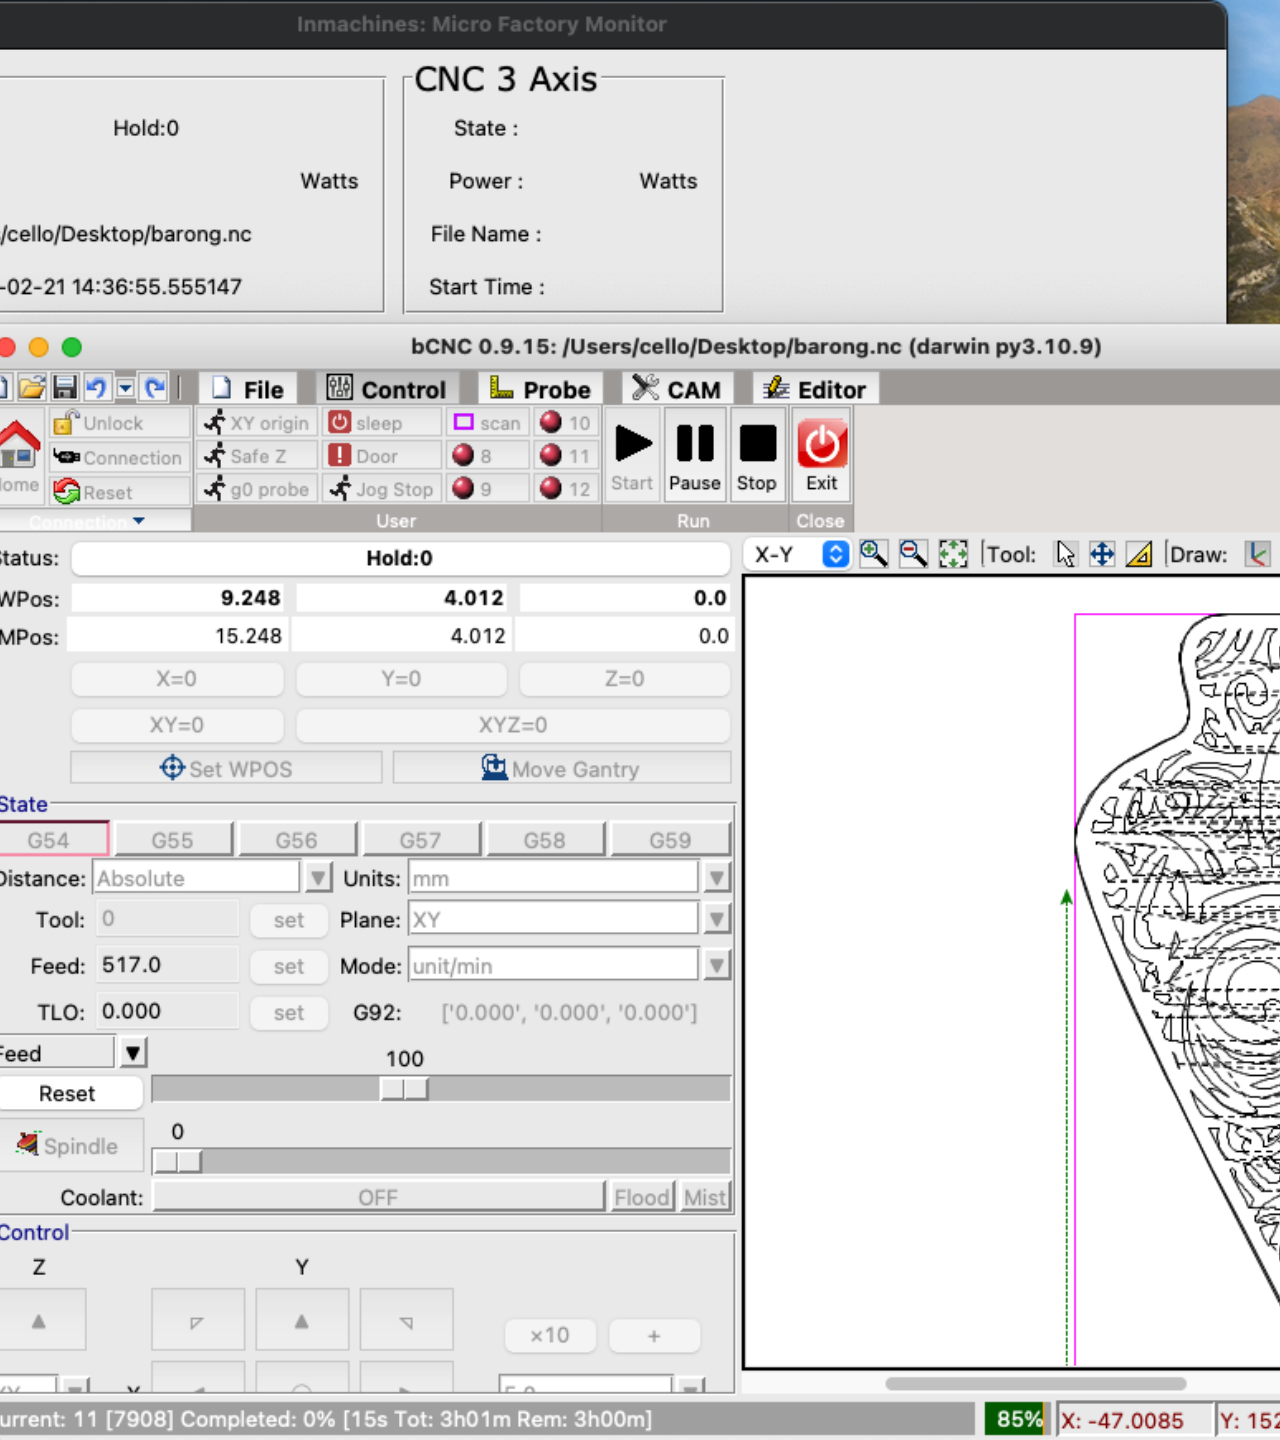 Inmachines: Micro Factory Monitor
CNC 3 Axis
Hold:0
State :
Watts
Power :
Watts
/cello/Desktop/barong.nc
File Name :
-02-21 14:36:55.555147
Start Time :
bCNC 0.9.15: /Users/cello/Desktop/barong.nc (darwin py3.10.9)
File
Control
Probe
CAM
Editor
Unlock
XY origin
sleep
scan
10
Connection
Safe Z
Door
8
11
ome
Reset
g0 probe
Jog Stop
9
12
Start
Pause
Stop
Exit
Connection
User
Run
Close
Status:
Hold:0
X-Y
Tool:
Draw:
WPos:
9.248
4.012
0.0
MPos:
15.248
4.012
0.0
X=0
Y=0
Z=0
XY=0
XYZ=0
Set WPOS
Move Gantry
State
G54
G55
G56
G57
G58
G59
Distance:
Absolute
Units:
mm
Tool:
0
set
Plane:
XY
Feed:
517.0
set
Mode:
unit/min
TLO:
0.000
set
G92:
['0.000', '0.000', '0.000']
Feed
100
Reset
0
Spindle
Coolant:
OFF
Flood
Mist
Control
Z
Y
×10
+
urrent: 11 [7908] Completed: 0% [15s Tot: 3h01m Rem: 3h00m]
85%
X: -47.0085
Y: 152